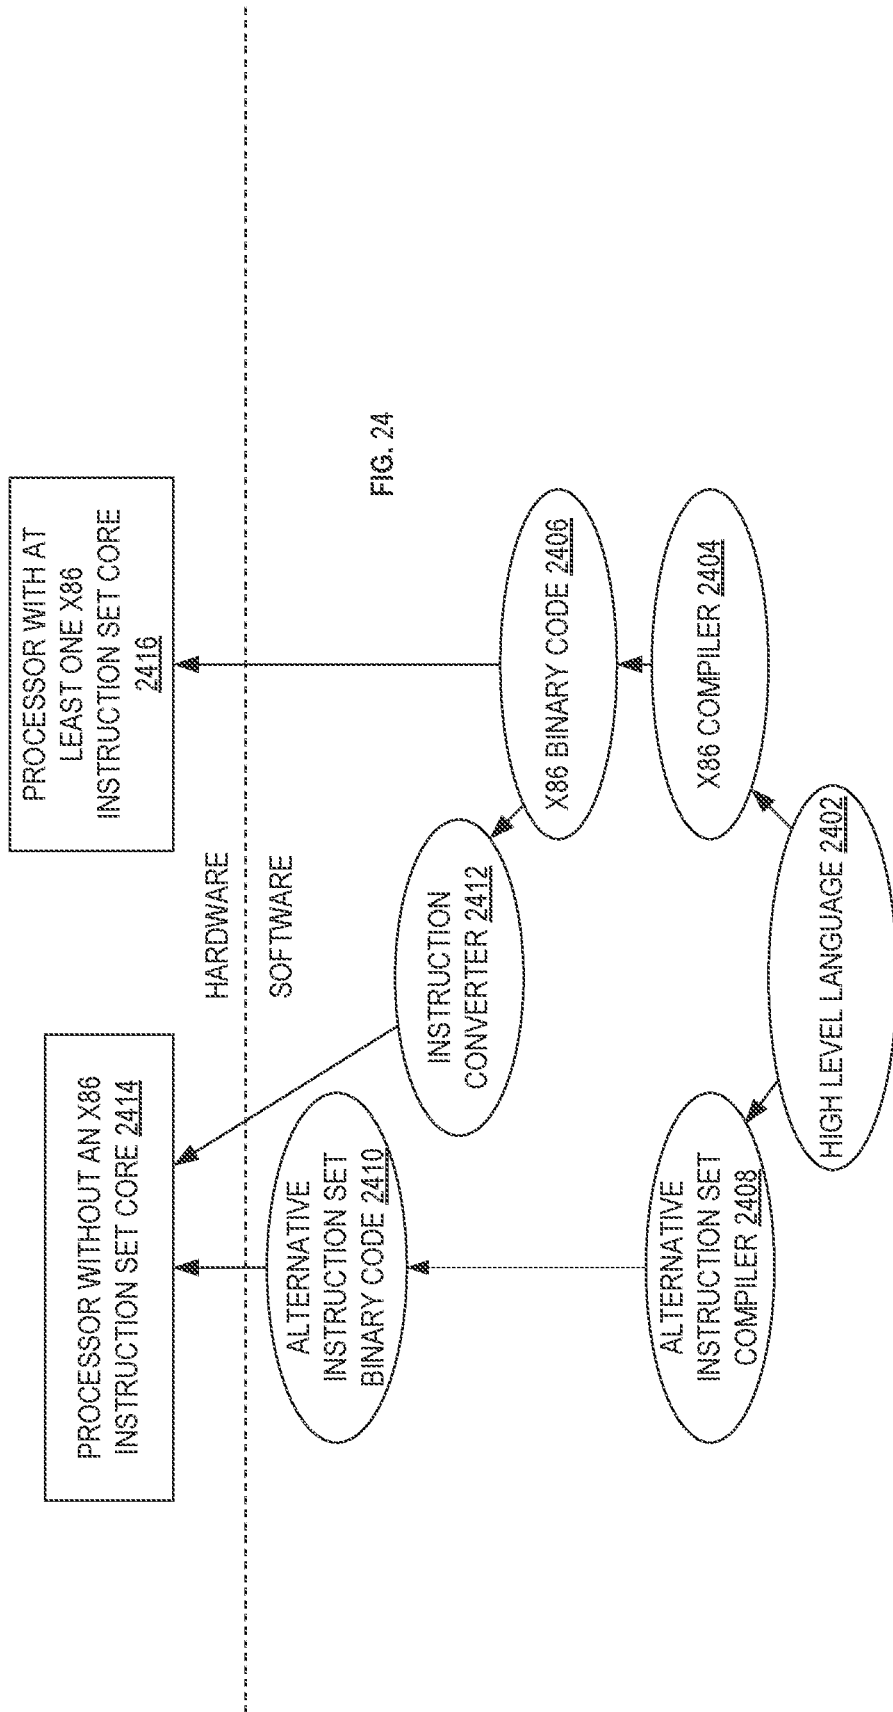 PROCESSOR WITHOUT AN X86
INSTRUCTION SET CORE 2414
PROCESSOR WITH AT
LEAST ONE X86
INSTRUCTION SET CORE
2416
HARDWARE
SOFTWARE
ALTERNATIVE
INSTRUCTION SET
BINARY CODE 2410
INSTRUCTION
CONVERTER 2412
FIG. 24
X86 BINARY CODE 2406
ALTERNATIVE
INSTRUCTION SET
COMPILER 2408
X86 COMPILER 2404
HIGH LEVEL LANGUAGE 2402